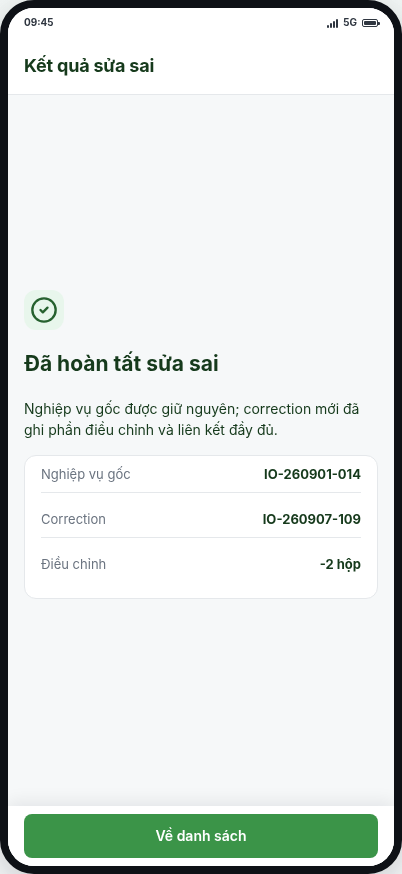 09:45
5G
Kết quả sửa sai
Đã hoàn tất sửa sai
Nghiệp vụ gốc được giữ nguyên; correction mới đã
ghi phần điều chỉnh và liên kết đầy đủ.
Nghiệp vụ gốc IO-260901-014
Correction IO-260907-109
Điều chỉnh -2 hộp
Về danh sách